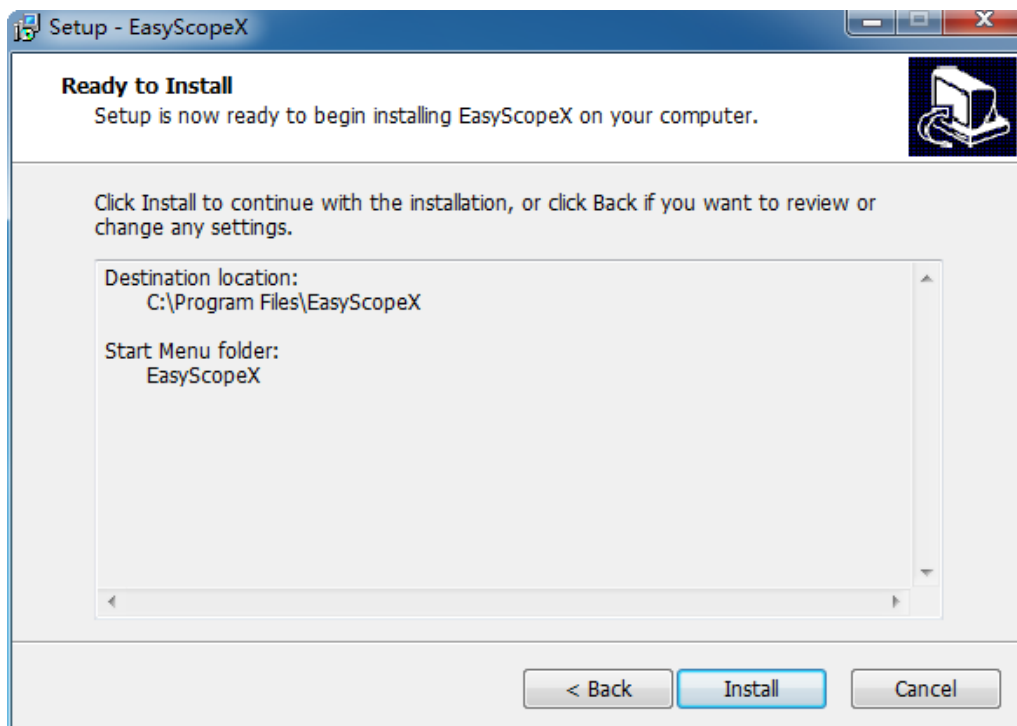 Setup - EasyScopeX
Ready to Install
Setup is now ready to begin installing EasyScopeX on your computer.
Click Install to continue with the installation, or click Back if you want to review or
change any settings.
Destination location:
C:\Program Files\EasyScopeX
Start Menu folder:
EasyScopeX
< Back
Install
Cancel